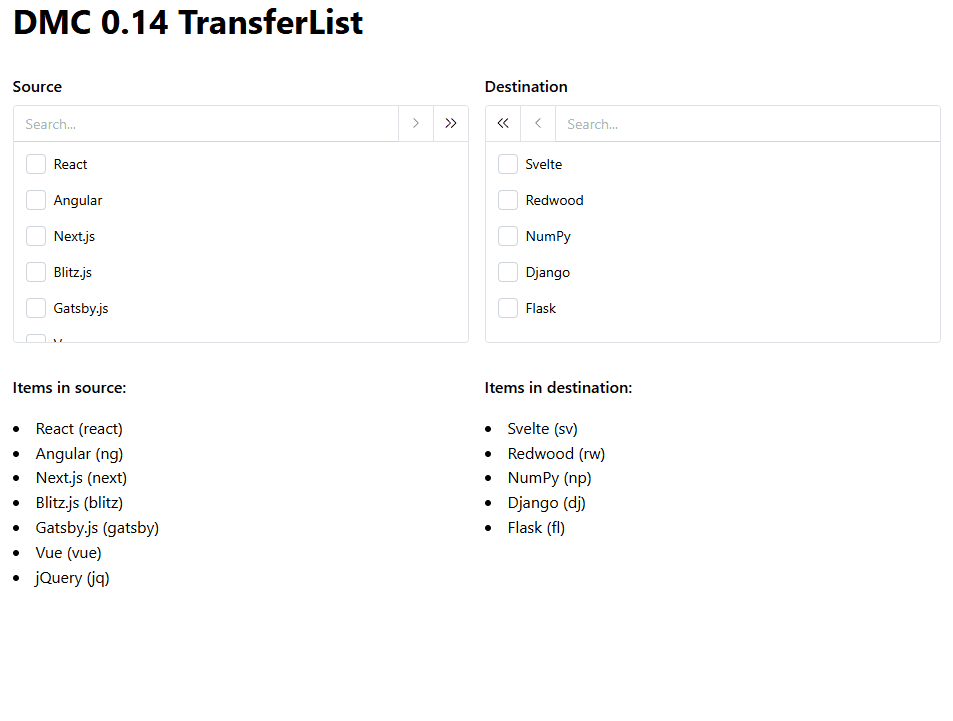 DMC 0.14 TransferList
Source
Search...
React
Angular
Next.js
Blitz.js
Gatsby.js
Destination
Search...
Svelte
Redwood
NumPy
Django
Flask
Items in source:
• React (react)
• Angular (ng)
• Next.js (next)
• Blitz.js (blitz)
• Gatsby.js (gatsby)
• Vue (vue)
• jQuery (jq)
Items in destination:
• Svelte (sv)
• Redwood (rw)
• NumPy (np)
• Django (dj)
• Flask (fl)